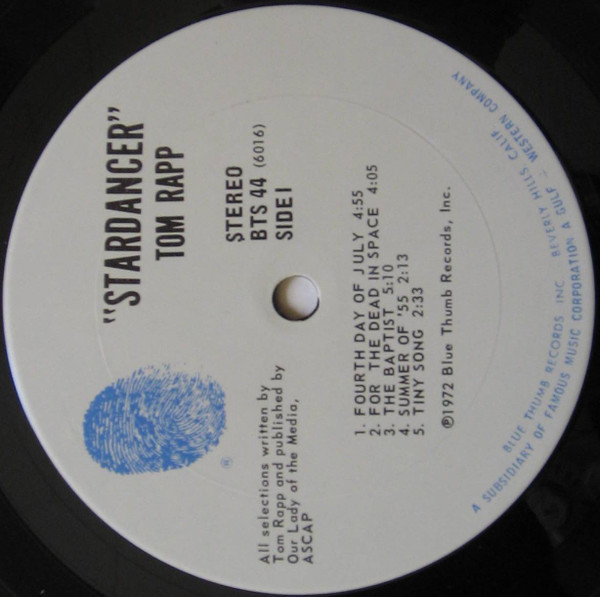 "STARDANCER"
TOM RAPP
STEREO
BTS 44 (6016)
SIDE I
®
All selections written by
Tom Rapp and published by
Our Lady of the Media,
ASCAP
1. FOURTH DAY OF JULY 4:55
2. FOR THE DEAD IN SPACE 4:05
3. THE BAPTIST 5:10
4. SUMMER OF '55 2:13
5. TINY SONG 2:33
℗1972 Blue Thumb Records, Inc.
BLUE THUMB RECORDS INC. BEVERLY HILLS, CALIF.
A SUBSIDIARY OF FAMOUS MUSIC CORPORATION A GULF – WESTERN COMPANY